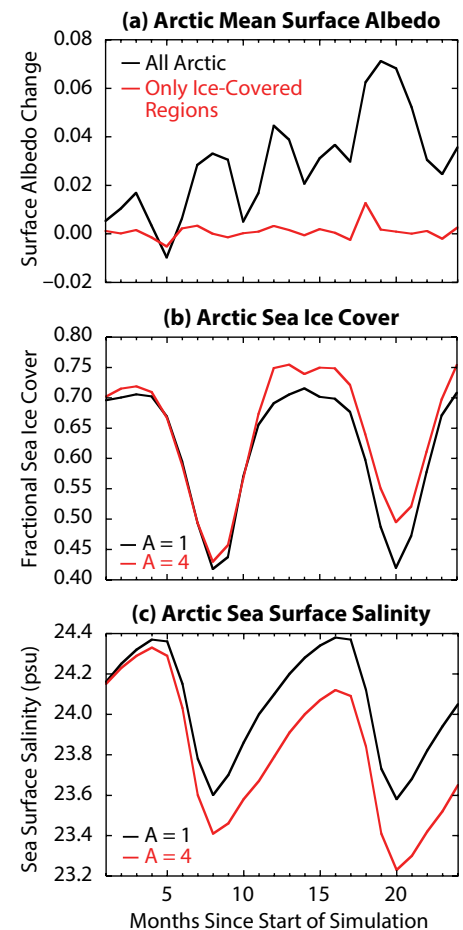 (a) Arctic Mean Surface Albedo
0.08
0.06
0.04
0.02
0.00
−0.02
Surface Albedo Change
All Arctic
Only Ice-Covered
Regions
(b) Arctic Sea Ice Cover
0.80
0.75
0.70
0.65
0.60
0.55
0.50
0.45
0.40
Fractional Sea Ice Cover
A = 1
A = 4
(c) Arctic Sea Surface Salinity
24.4
24.2
24.0
23.8
23.6
23.4
23.2
Sea Surface Salinity (psu)
A = 1
A = 4
5 10 15 20
Months Since Start of Simulation